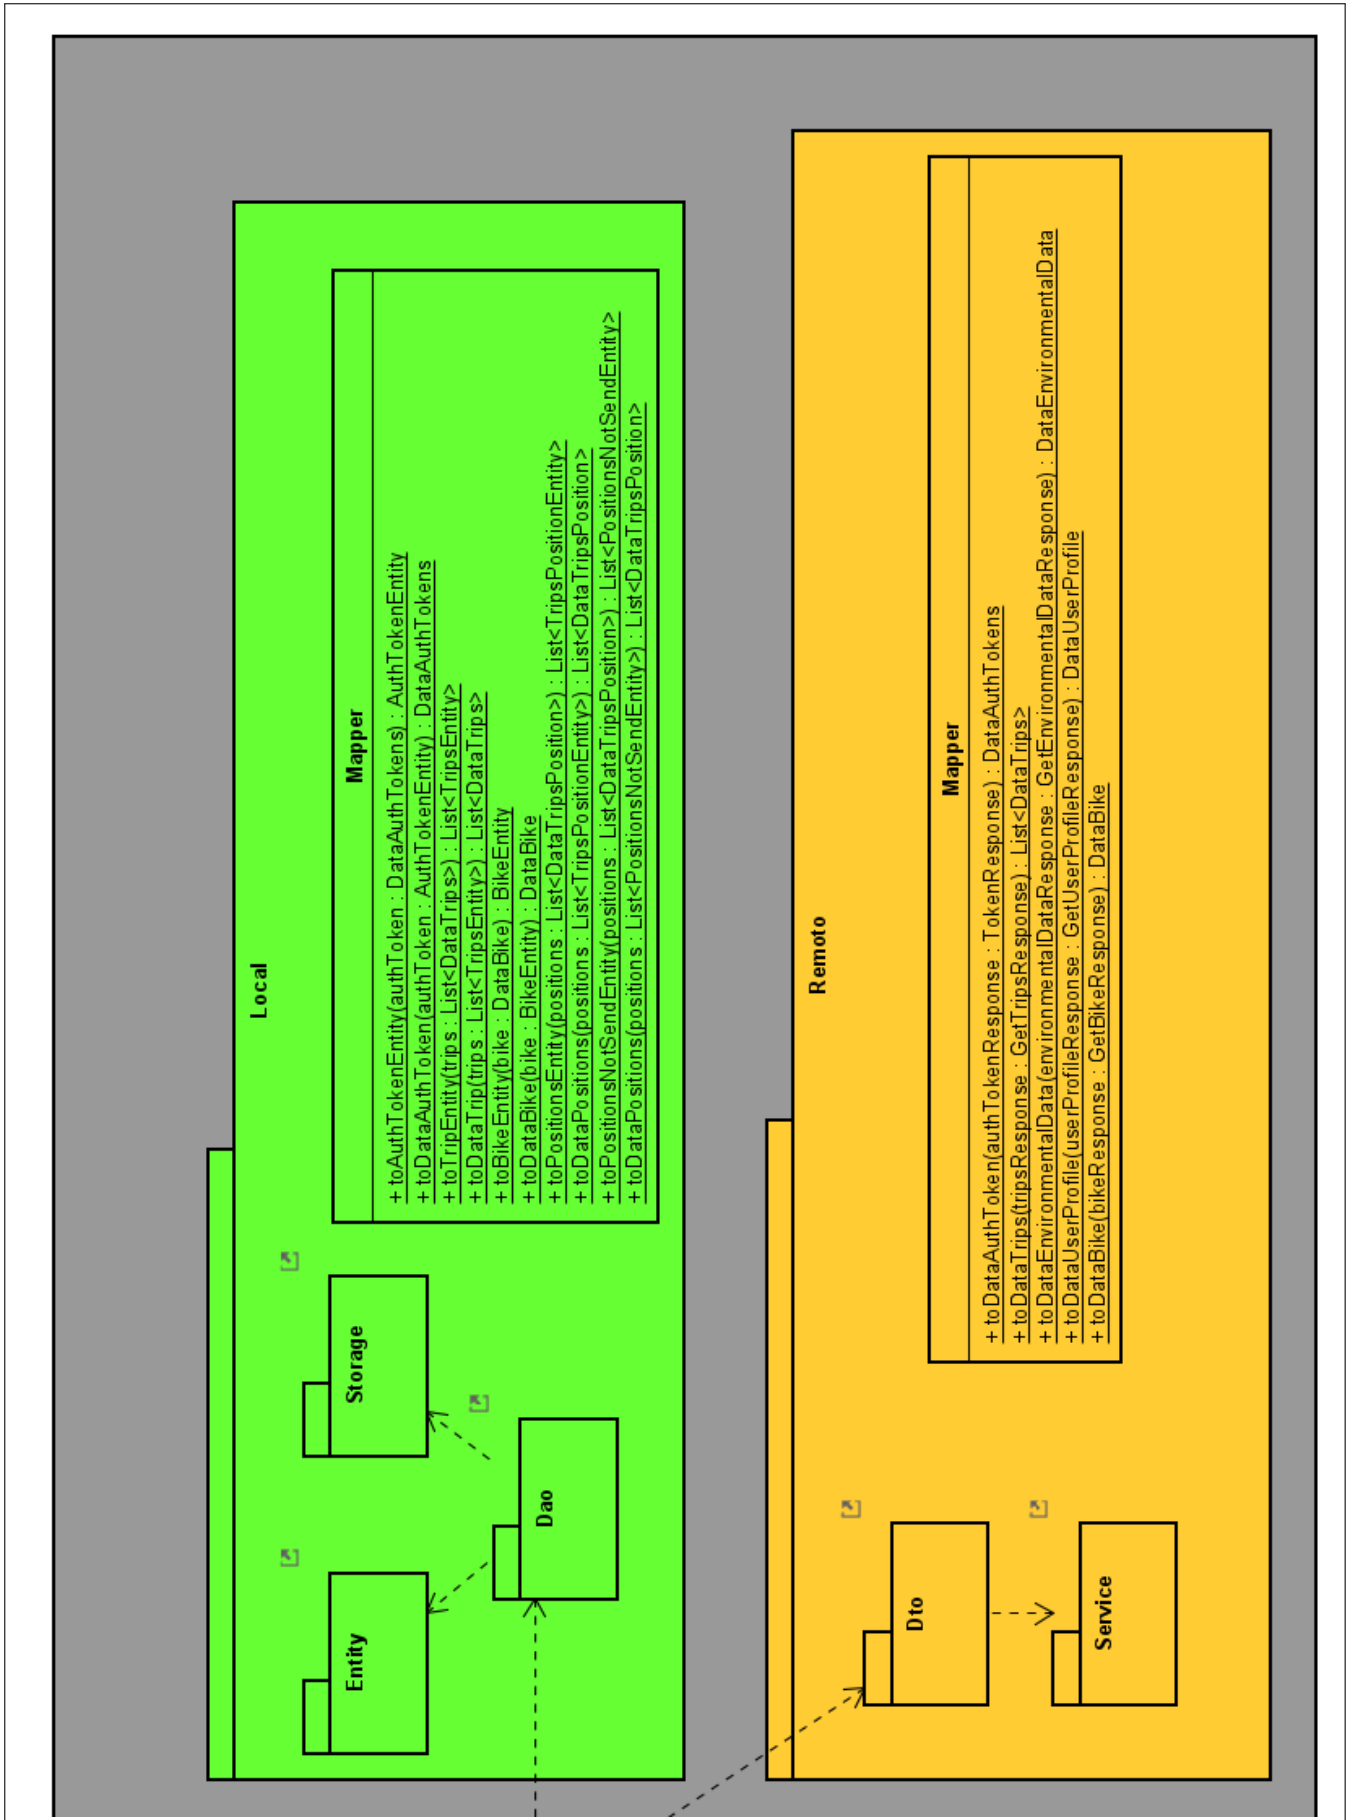 Local
Entity
Storage
Dao
Mapper
+ toAuthTokenEntity(authToken : DataAuthTokens) : AuthTokenEntity
+ toDataAuthToken(authToken : AuthTokenEntity) : DataAuthTokens
+ toTripEntity(trips : List<DataTrips>) : List<TripsEntity>
+ toDataTrip(trips : List<TripsEntity>) : List<DataTrips>
+ toBikeEntity(bike : DataBike) : BikeEntity
+ toDataBike(bike : BikeEntity) : DataBike
+ toPositionsEntity(positions : List<DataTripsPosition>) : List<TripsPositionEntity>
+ toDataPositions(positions : List<TripsPositionEntity>) : List<DataTripsPosition>
+ toPositionsNotSendEntity(positions : List<DataTripsPosition>) : List<PositionsNotSendEntity>
+ toDataPositions(positions : List<PositionsNotSendEntity>) : List<DataTripsPosition>
Remoto
Dto
Service
Mapper
+ toDataAuthToken(authTokenResponse : TokenResponse) : DataAuthTokens
+ toDataTrips(tripsResponse : GetTripsResponse) : List<DataTrips>
+ toDataEnvironmentalData(environmentalDataResponse : GetEnvironmentalDataResponse) : DataEnvironmentalData
+ toDataUserProfile(userProfileResponse : GetUserProfileResponse) : DataUserProfile
+ toDataBike(bikeResponse : GetBikeResponse) : DataBike